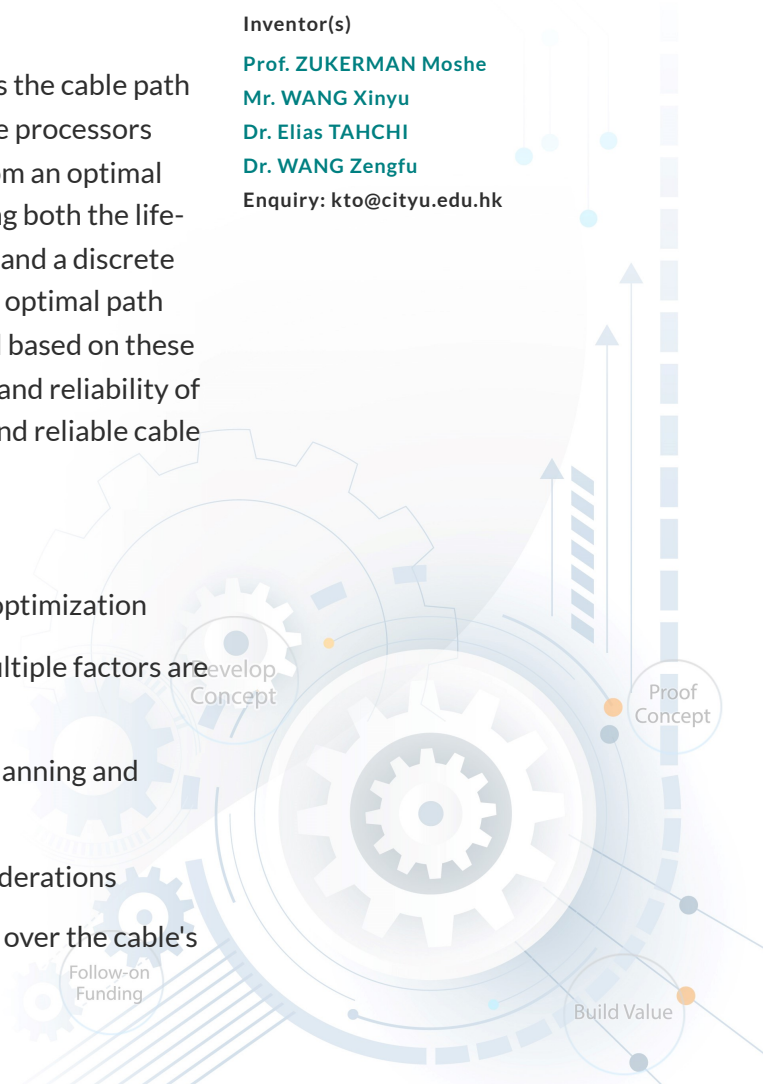 Inventor(s)
Prof. ZUKERMAN Moshe
Mr. WANG Xinyu
Dr. Elias TAHCHI
Dr. WANG Zengfu
Enquiry: kto@cityu.edu.hk
s the cable path
e processors
om an optimal
g both the life-
and a discrete
optimal path
based on these
and reliability of
nd reliable cable
optimization
ultiple factors are
anning and
derations
over the cable's
Develop
Concept
Proof
Concept
Follow-on
Funding
Build Value